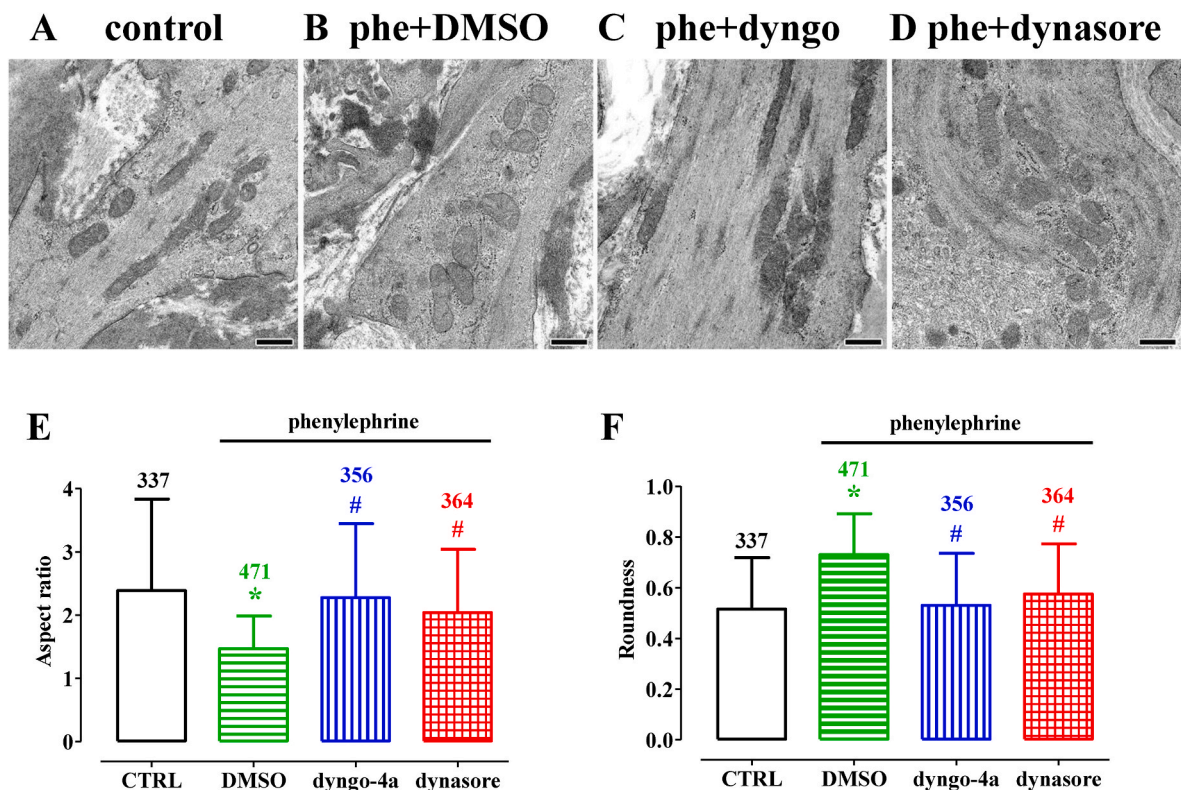 A control
B phe+DMSO
C phe+dyngo
D phe+dynasore
E
phenylephrine
337
471
*
356
#
364
#
4
3
2
1
0
Aspect ratio
CTRL
DMSO
dyngo-4a
dynasore
F
phenylephrine
337
471
*
356
#
364
#
1.0
0.8
0.6
0.4
0.2
0.0
Roundness
CTRL
DMSO
dyngo-4a
dynasore